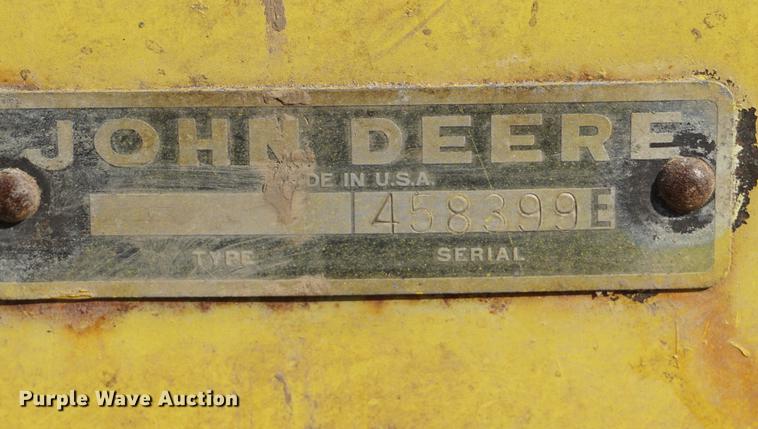 JOHN DEERE
DE IN U.S.A.
458399E
TYPE SERIAL
Purple Wave Auction